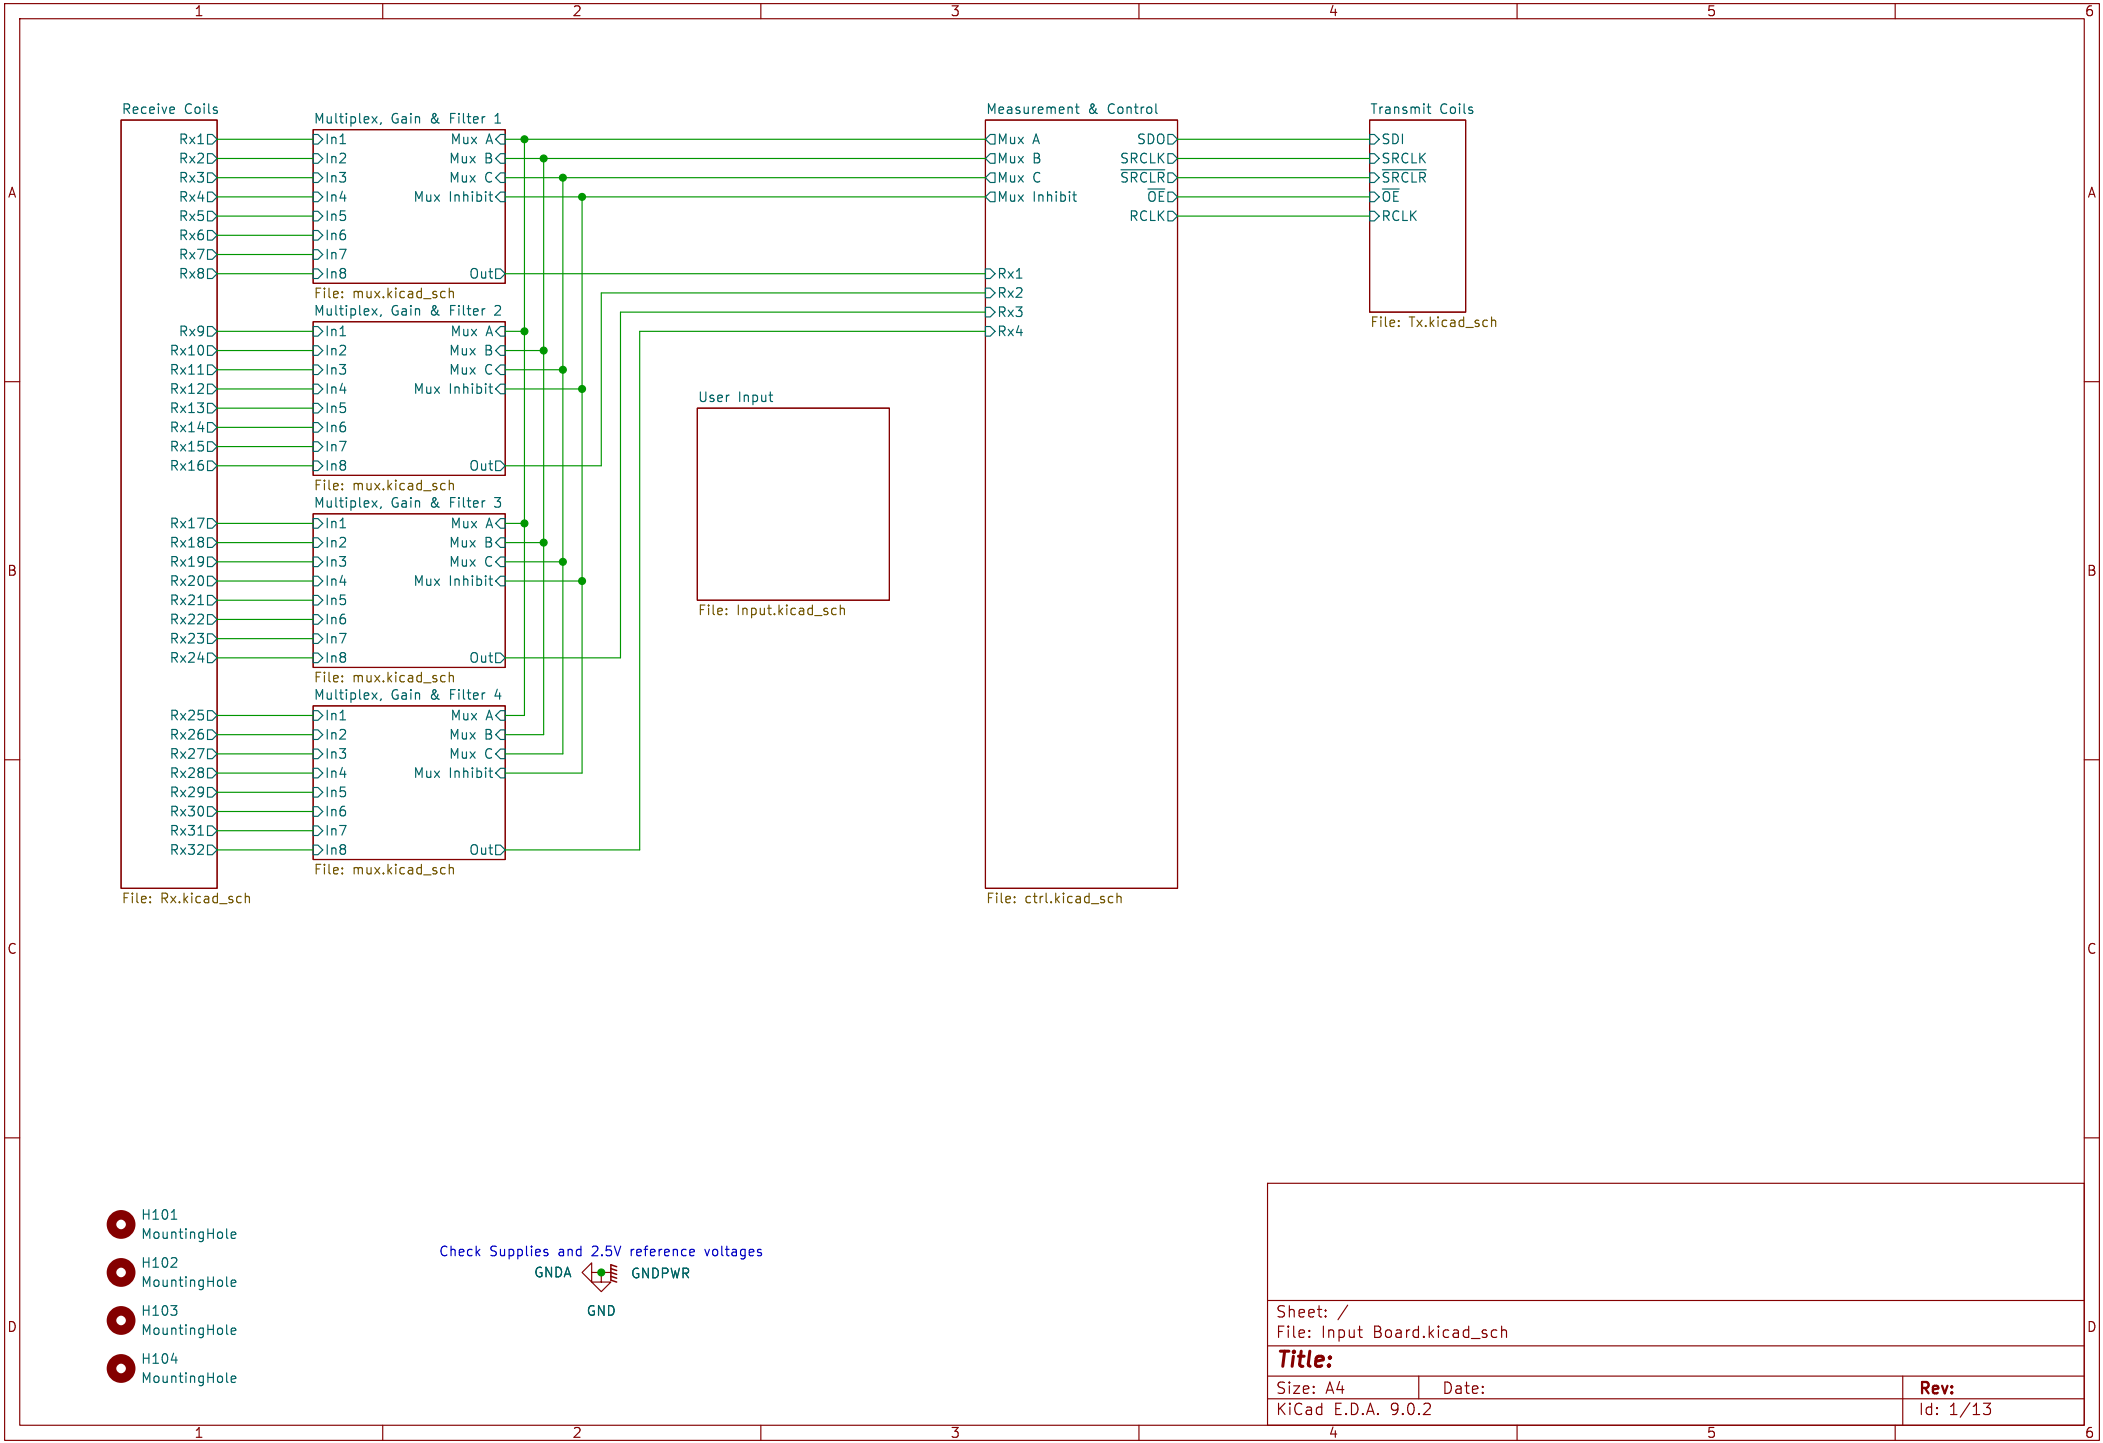 1 2 3 4 5 6
Receive Coils
Rx1
Rx2
Rx3
Rx4
Rx5
Rx6
Rx7
Rx8
Rx9
Rx10
Rx11
Rx12
Rx13
Rx14
Rx15
Rx16
Rx17
Rx18
Rx19
Rx20
Rx21
Rx22
Rx23
Rx24
Rx25
Rx26
Rx27
Rx28
Rx29
Rx30
Rx31
Rx32
File: Rx.kicad_sch
Multiplex, Gain & Filter 1
In1 Mux A
In2 Mux B
In3 Mux C
In4 Mux Inhibit
In5
In6
In7
In8 Out
File: mux.kicad_sch
Multiplex, Gain & Filter 2
In1 Mux A
In2 Mux B
In3 Mux C
In4 Mux Inhibit
In5
In6
In7
In8 Out
File: mux.kicad_sch
Multiplex, Gain & Filter 3
In1 Mux A
In2 Mux B
In3 Mux C
In4 Mux Inhibit
In5
In6
In7
In8 Out
File: mux.kicad_sch
Multiplex, Gain & Filter 4
In1 Mux A
In2 Mux B
In3 Mux C
In4 Mux Inhibit
In5
In6
In7
In8 Out
File: mux.kicad_sch
User Input
File: Input.kicad_sch
Measurement & Control
Mux A SDO
Mux B SRCLK
Mux C SRCLR
Mux Inhibit OE
RCLK
Rx1
Rx2
Rx3
Rx4
File: ctrl.kicad_sch
Transmit Coils
SDI
SRCLK
SRCLR
OE
RCLK
File: Tx.kicad_sch
A A
B B
C C
D D
H101
MountingHole
H102
MountingHole
H103
MountingHole
H104
MountingHole
Check Supplies and 2.5V reference voltages
GNDA GNDPWR
GND
Sheet: /
File: Input Board.kicad_sch
Title:
Size: A4 Date: Rev:
KiCad E.D.A. 9.0.2 Id: 1/13
1 2 3 4 5 6